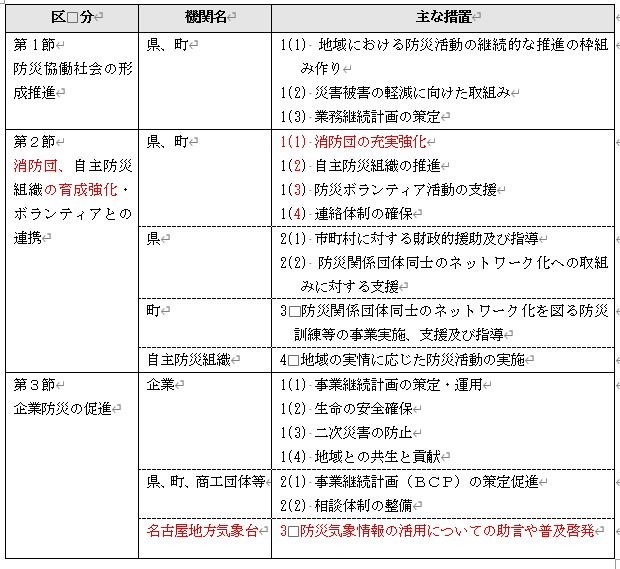 区□分 機関名 主な措置
第１節 県、町 1(1) 地域における防災活動の継続的な推進の枠組
防災協働社会の形 み作り
成推進 1(2) 災害被害の軽減に向けた取組み
1(3) 業務継続計画の策定
第２節 県、町 1(1) 消防団の充実強化
消防団、自主防災 1(2) 自主防災組織の推進
組織の育成強化・ 1(3) 防災ボランティア活動の支援
ボランティアとの 1(4) 連絡体制の確保
連携 県 2(1) 市町村に対する財政的援助及び指導
2(2) 防災関係団体同士のネットワーク化への取組
みに対する支援
町 3□防災関係団体同士のネットワーク化を図る防災
訓練等の事業実施、支援及び指導
自主防災組織 4□地域の実情に応じた防災活動の実施
第３節 企業 1(1) 事業継続計画の策定・運用
企業防災の促進 1(2) 生命の安全確保
1(3) 二次災害の防止
1(4) 地域との共生と貢献
県、町、商工団体等 2(1) 事業継続計画（ＢＣＰ）の策定促進
2(2) 相談体制の整備
名古屋地方気象台 3□防災気象情報の活用についての助言や普及啓発